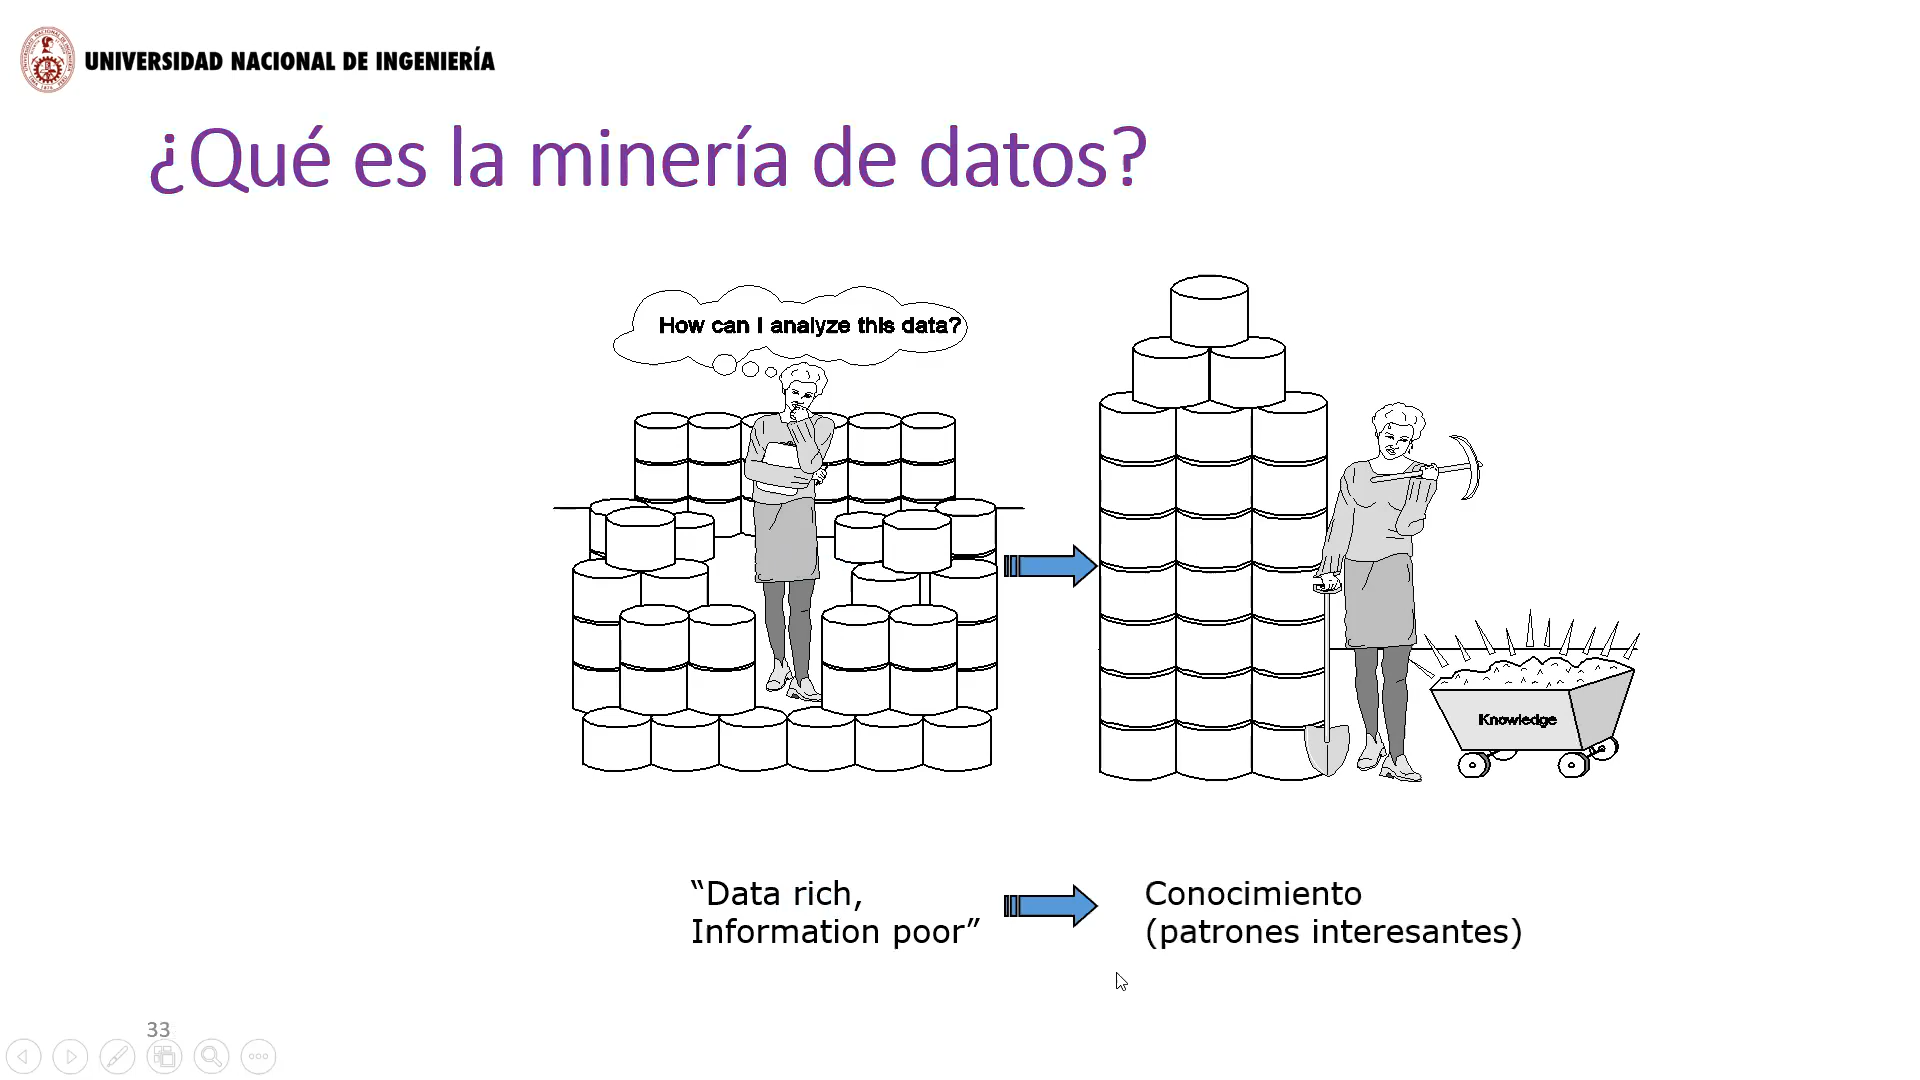 UNIVERSIDAD NACIONAL DE INGENIERÍA
¿Qué es la minería de datos?
How can I analyze this data?
Knowledge
“Data rich,
Information poor”
Conocimiento
(patrones interesantes)
33